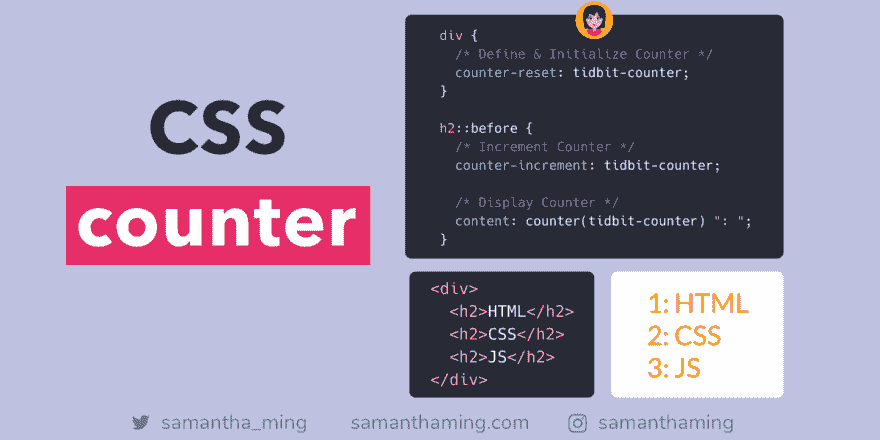 CSS
counter
div {
/* Define & Initialize Counter */
counter-reset: tidbit-counter;
}
h2::before {
/* Increment Counter */
counter-increment: tidbit-counter;
/* Display Counter */
content: counter(tidbit-counter) ": ";
}
<div>
<h2>HTML</h2>
<h2>CSS</h2>
<h2>JS</h2>
</div>
1: HTML
2: CSS
3: JS
samantha_ming samanthaming.com samanthaming